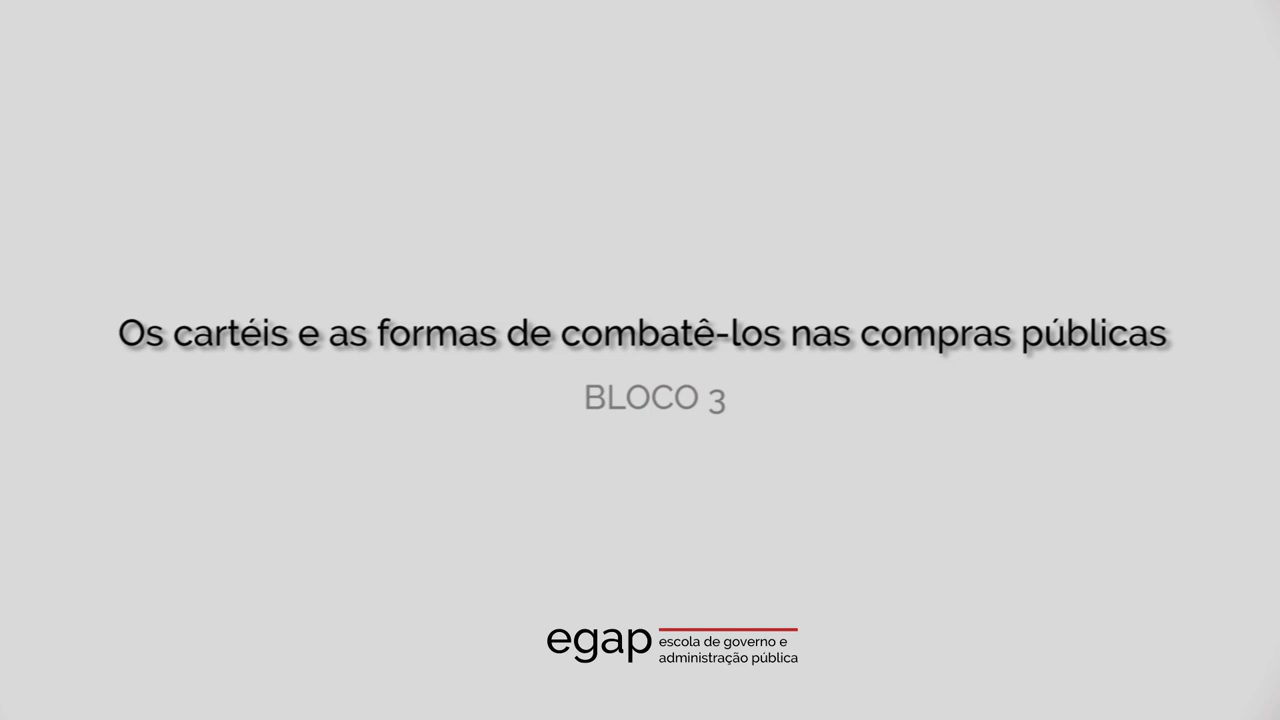 Os cartéis e as formas de combatê-los nas compras públicas
BLOCO 3
egap
escola de governo e
administração pública